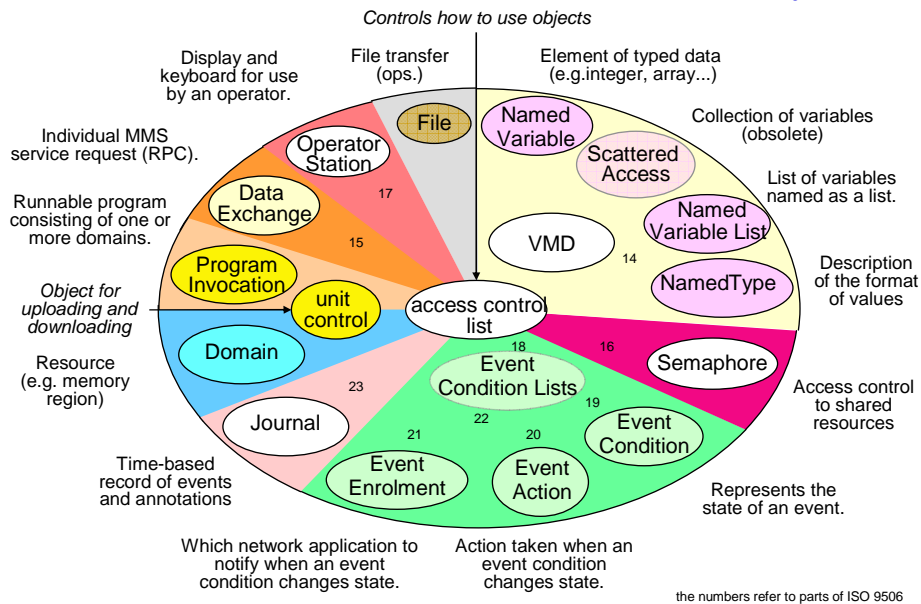 Controls how to use objects
Display and
keyboard for use
by an operator.
File transfer
(ops.)
Element of typed data
(e.g.integer, array...)
Collection of variables
(obsolete)
Individual MMS
service request (RPC).
List of variables
named as a list.
Runnable program
consisting of one or
more domains.
Description of
the format
of values
Object for
uploading and
downloading
Resource
(e.g. memory
region)
Access control
to shared
resources
Time-based
record of events
and annotations
Represents the
state of an event.
Which network application to
notify when an event
condition changes state.
Action taken when an
event condition
changes state.
File
Named
Variable
Operator
Station
Scattered
Access
17
Data
Exchange
Named
Variable List
15
VMD
14
Program
Invocation
NamedType
unit
control
access control
list
Domain
18
16
Semaphore
Event
Condition Lists
23
19
Journal
22
Event
Condition
21
20
Event
Enrolment
Event
Action
the numbers refer to parts of ISO 9506